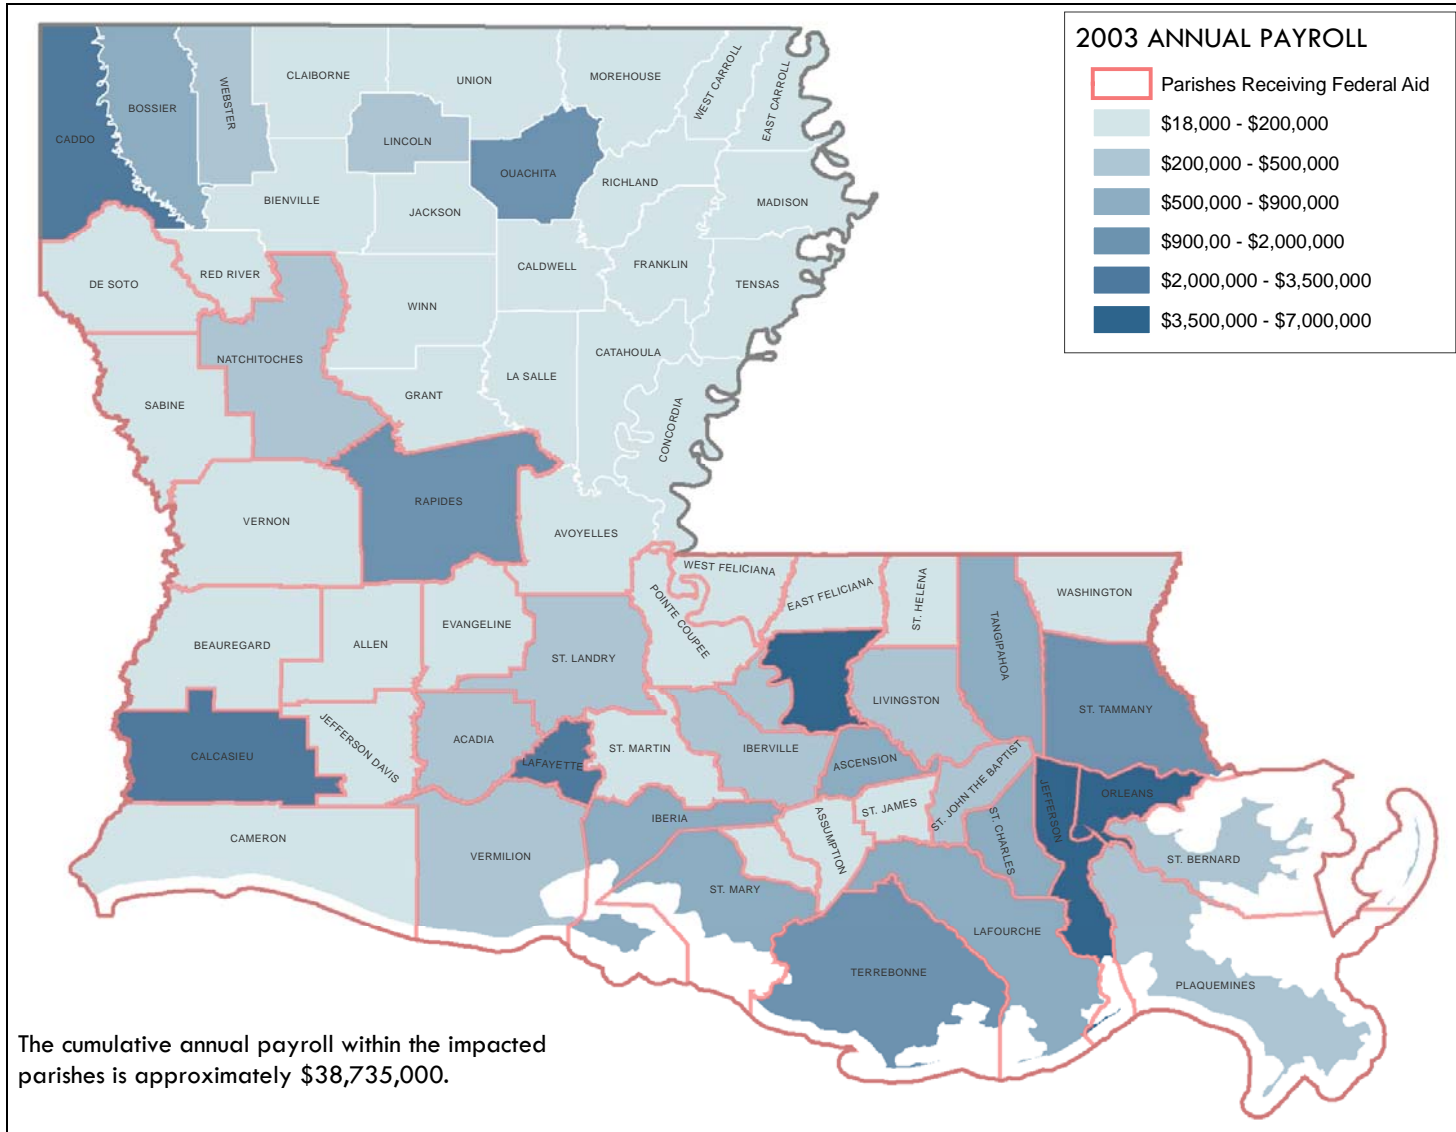 2003 ANNUAL PAYROLL
Parishes Receiving Federal Aid
$18,000 - $200,000
$200,000 - $500,000
$500,000 - $900,000
$900,00 - $2,000,000
$2,000,000 - $3,500,000
$3,500,000 - $7,000,000
CADDO
BOSSIER
WEBSTER
CLAIBORNE
UNION
MOREHOUSE
WEST CARROLL
EAST CARROLL
LINCOLN
OUACHITA
RICHLAND
MADISON
BIENVILLE
JACKSON
DE SOTO
RED RIVER
CALDWELL
FRANKLIN
TENSAS
WINN
NATCHITOCHES
CATAHOULA
LA SALLE
GRANT
SABINE
CONCORDIA
RAPIDES
VERNON
AVOYELLES
WEST FELICIANA
EAST FELICIANA
ST. HELENA
TANGIPAHOA
WASHINGTON
POINTE COUPEE
BEAUREGARD
ALLEN
EVANGELINE
ST. LANDRY
LIVINGSTON
ST. TAMMANY
CALCASIEU
JEFFERSON DAVIS
ACADIA
LAFAYETTE
ST. MARTIN
IBERVILLE
ASCENSION
ST. JOHN THE BAPTIST
JEFFERSON
ORLEANS
CAMERON
VERMILION
IBERIA
ASSUMPTION
ST. JAMES
ST. CHARLES
ST. BERNARD
ST. MARY
LAFOURCHE
TERREBONNE
PLAQUEMINES
The cumulative annual payroll within the impacted
parishes is approximately $38,735,000.